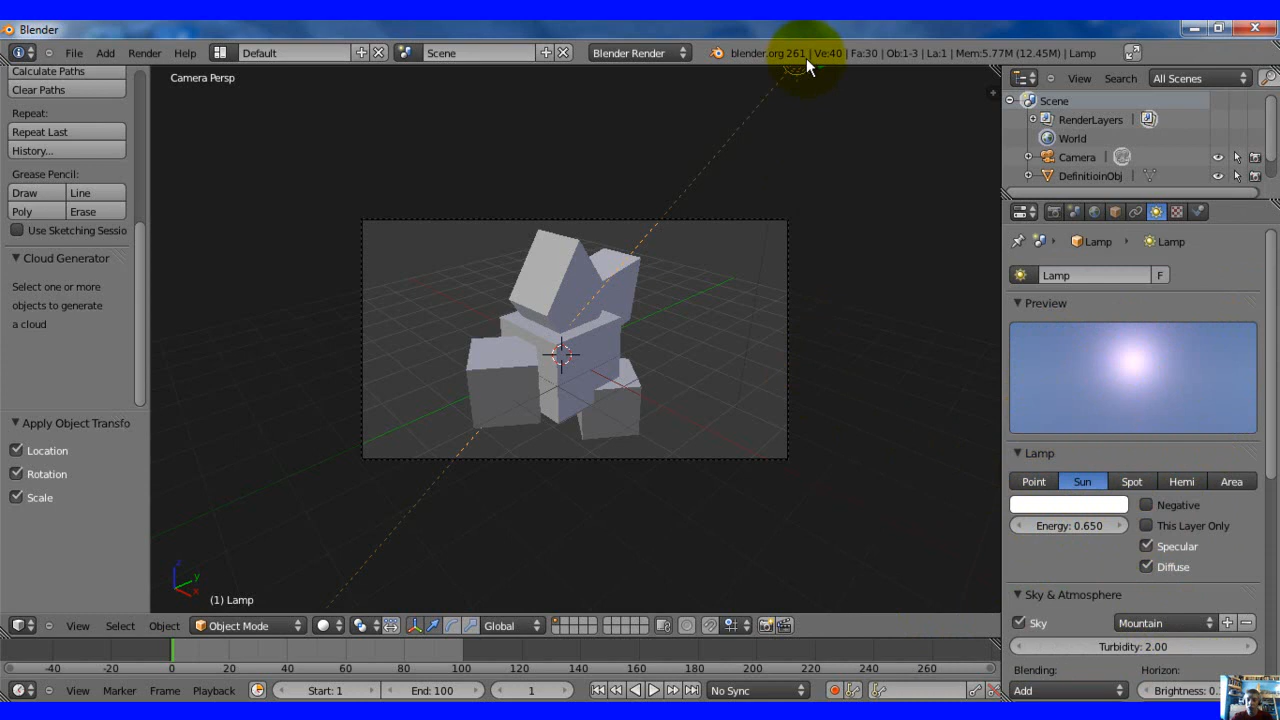 Blender
File Add Render Help Default Scene Blender Render blender.org 261 | Ve:40 | Fa:30 | Ob:1-3 | La:1 | Mem:5.77M (12.45M) | Lamp
Calculate Paths
Clear Paths
Repeat:
Repeat Last
History...
Grease Pencil:
Draw Line
Poly Erase
Use Sketching Sessio
Cloud Generator
Select one or more
objects to generate
a cloud
Apply Object Transfo
Location
Rotation
Scale
Camera Persp
z
y
x
(1) Lamp
View Search All Scenes
Scene
RenderLayers
World
Camera
DefinitioinObj
Lamp Lamp
Lamp F
Preview
Lamp
Point Sun Spot Hemi Area
Negative
Energy: 0.650 This Layer Only
Specular
Diffuse
Sky & Atmosphere
Sky Mountain
Turbidity: 2.00
Blending: Horizon:
Add Brightness: 0.
View Select Object Object Mode Global
-40 -20 0 20 40 60 80 100 120 140 160 180 200 220 240 260
View Marker Frame Playback Start: 1 End: 100 1 No Sync